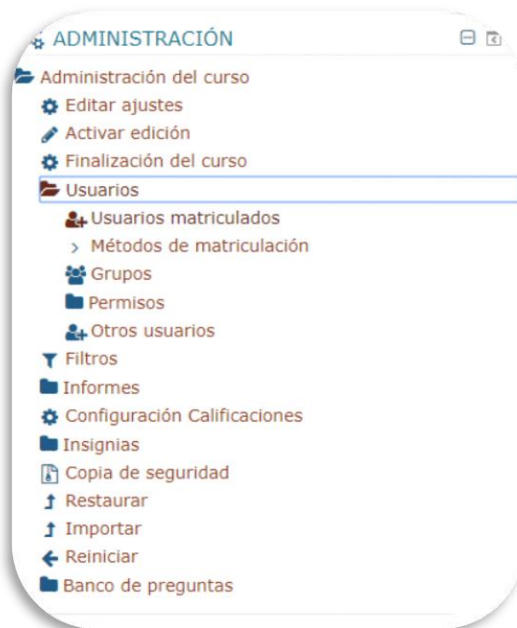 ADMINISTRACIÓN
Administración del curso
Editar ajustes
Activar edición
Finalización del curso
Usuarios
Usuarios matriculados
Métodos de matriculación
Grupos
Permisos
Otros usuarios
Filtros
Informes
Configuración Calificaciones
Insignias
Copia de seguridad
Restaurar
Importar
Reiniciar
Banco de preguntas